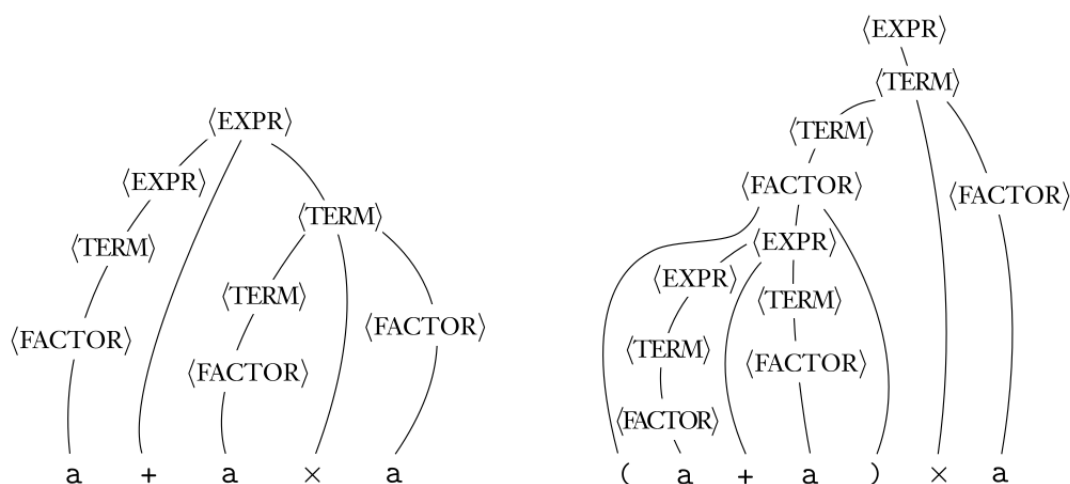 ⟨EXPR⟩
⟨EXPR⟩
⟨TERM⟩
⟨TERM⟩
⟨TERM⟩
⟨FACTOR⟩
⟨FACTOR⟩
⟨FACTOR⟩
a + a × a
⟨EXPR⟩
⟨TERM⟩
⟨TERM⟩
⟨FACTOR⟩ ⟨FACTOR⟩
⟨EXPR⟩
⟨EXPR⟩
⟨TERM⟩
⟨TERM⟩
⟨FACTOR⟩
⟨FACTOR⟩
( a + a ) × a